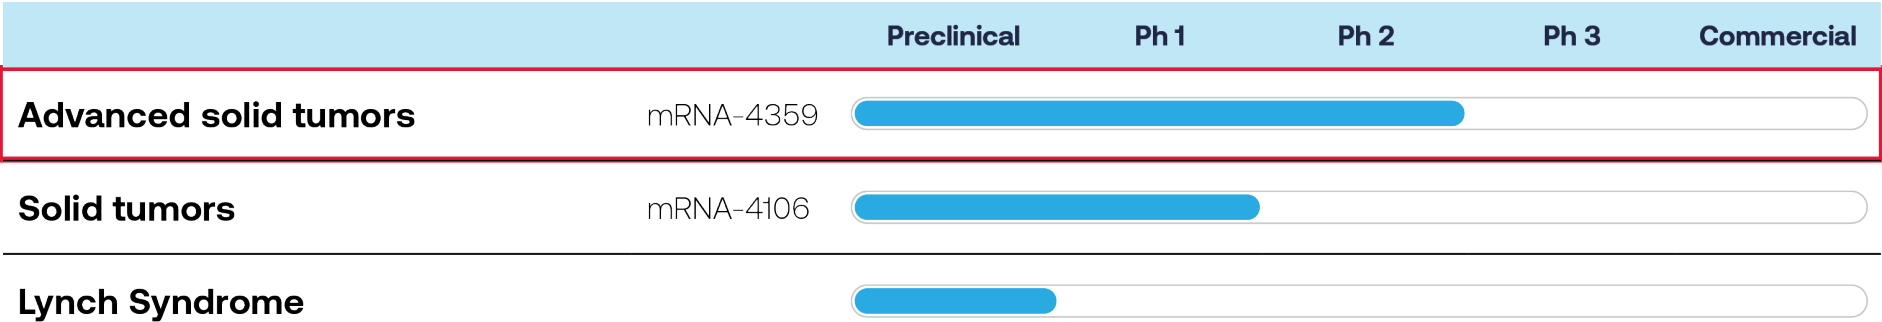 Preclinical Ph 1 Ph 2 Ph 3 Commercial
Advanced solid tumors mRNA-4359
Solid tumors mRNA-4106
Lynch Syndrome